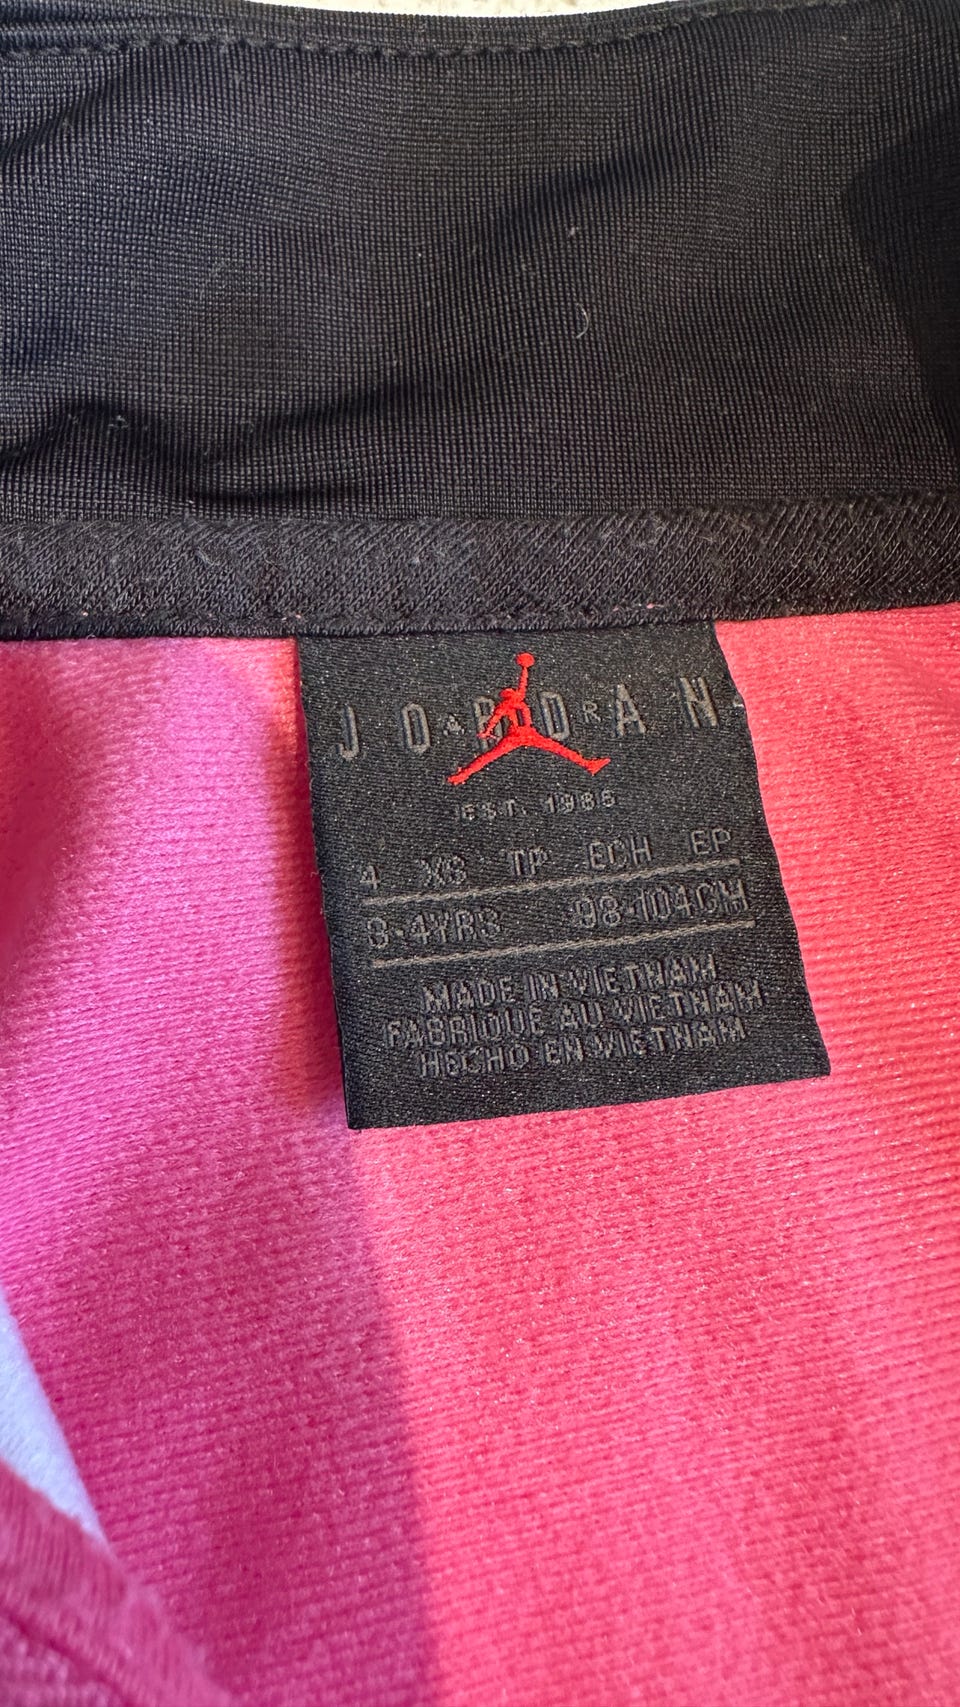 JORDAN
AIR
EST. 1985
4 XS TP ECH EP
3-4YRS 98-104CM
MADE IN VIETNAM
FABRIQUE AU VIETNAM
HECHO EN VIETNAM